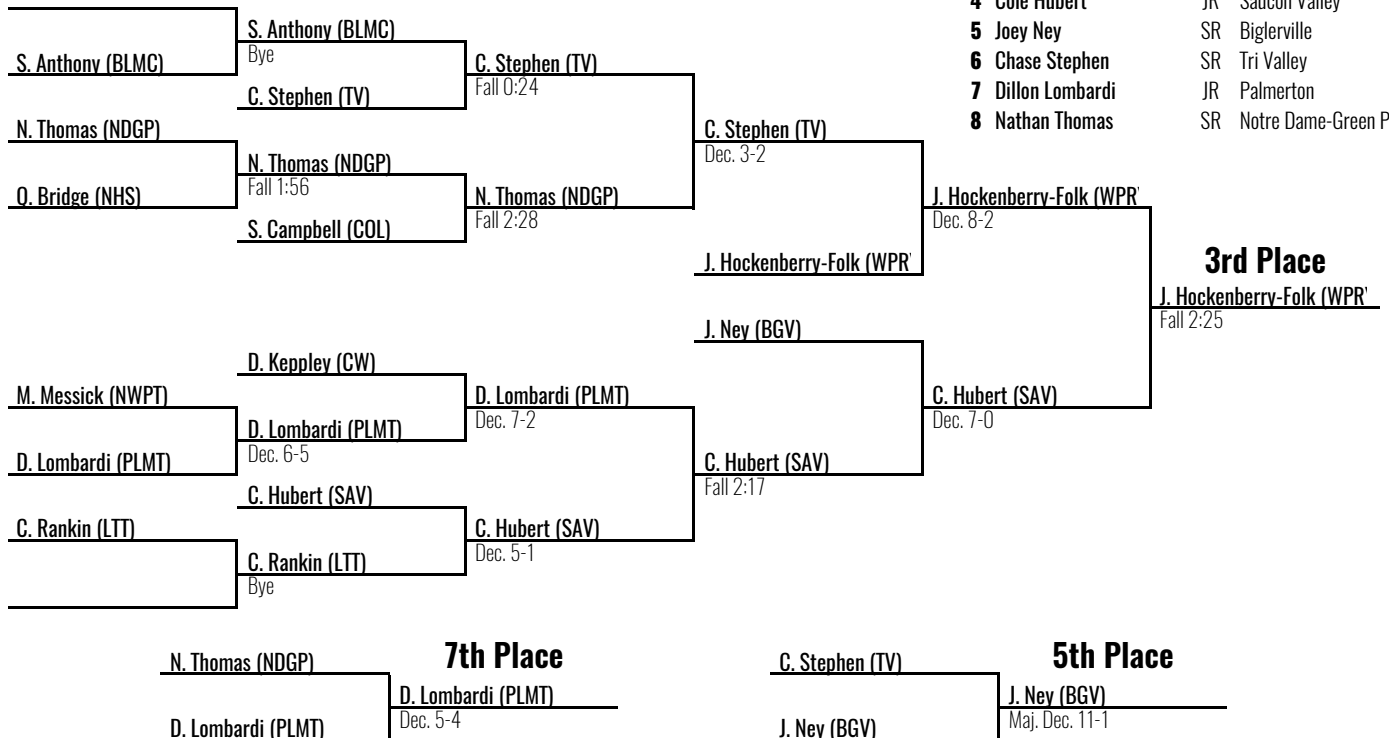 4 Cole Hubert JR Saucon Valley
S. Anthony (BLMC)
5 Joey Ney SR Biglerville
Bye
S. Anthony (BLMC)
C. Stephen (TV)
6 Chase Stephen SR Tri Valley
Fall 0:24
C. Stephen (TV)
7 Dillon Lombardi JR Palmerton
N. Thomas (NDGP)
C. Stephen (TV)
8 Nathan Thomas SR Notre Dame-Green P
Dec. 3-2
N. Thomas (NDGP)
Fall 1:56
Q. Bridge (NHS)
N. Thomas (NDGP)
J. Hockenberry-Folk (WPR
Fall 2:28
Dec. 8-2
S. Campbell (COL)
J. Hockenberry-Folk (WPR
3rd Place
J. Hockenberry-Folk (WPR
Fall 2:25
J. Ney (BGV)
D. Keppley (CW)
M. Messick (NWPT)
D. Lombardi (PLMT)
C. Hubert (SAV)
Dec. 7-2
Dec. 7-0
D. Lombardi (PLMT)
Dec. 6-5
D. Lombardi (PLMT)
C. Hubert (SAV)
Fall 2:17
C. Hubert (SAV)
C. Rankin (LTT)
C. Hubert (SAV)
Dec. 5-1
C. Rankin (LTT)
Bye
N. Thomas (NDGP)
7th Place
C. Stephen (TV)
5th Place
D. Lombardi (PLMT)
J. Ney (BGV)
Dec. 5-4
Maj. Dec. 11-1
D. Lombardi (PLMT)
J. Ney (BGV)